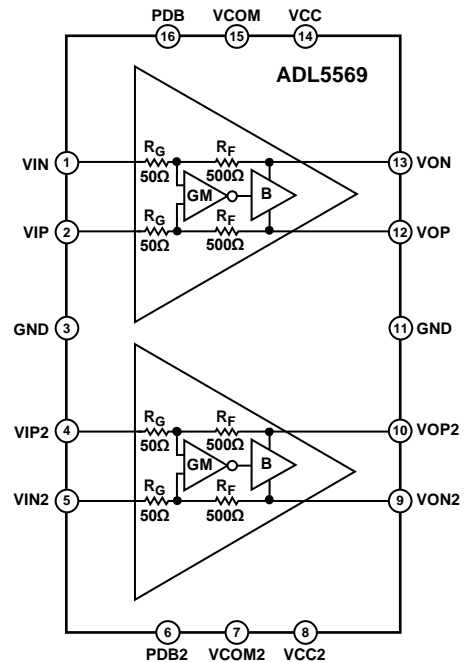 PDB VCOM VCC
16 15 14
ADL5569
RG RF
VIN 1 13 VON
50Ω 500Ω
GM B
RG RF
VIP 2 12 VOP
50Ω 500Ω
GND 3 11 GND
RG RF
VIP2 4 10 VOP2
50Ω 500Ω
GM B
RG RF
VIN2 5 9 VON2
50Ω 500Ω
6 7 8
PDB2 VCOM2 VCC2